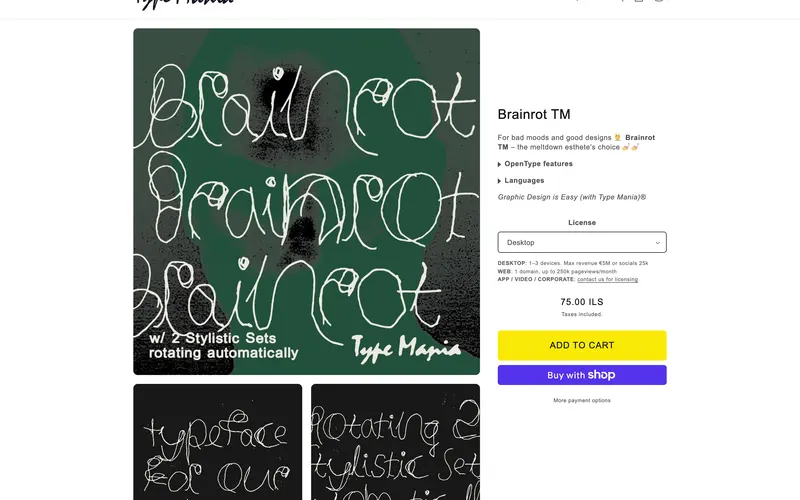 Type Mania
Brainrot
Brainrot
Brainrot
w/ 2 Stylistic Sets
rotating automatically
Type Mania
typeface
for our
Rotating 2
Stylistic Set
Brainrot TM
For bad moods and good designs 👱 Brainrot
TM – the meltdown esthete's choice 💅💅
OpenType features
Languages
Graphic Design is Easy (with Type Mania)®
License
Desktop
DESKTOP: 1–3 devices. Max revenue €5M or socials 25k
WEB: 1 domain, up to 250k pageviews/month
APP / VIDEO / CORPORATE: contact us for licensing
75.00 ILS
Taxes included.
ADD TO CART
Buy with shop
More payment options